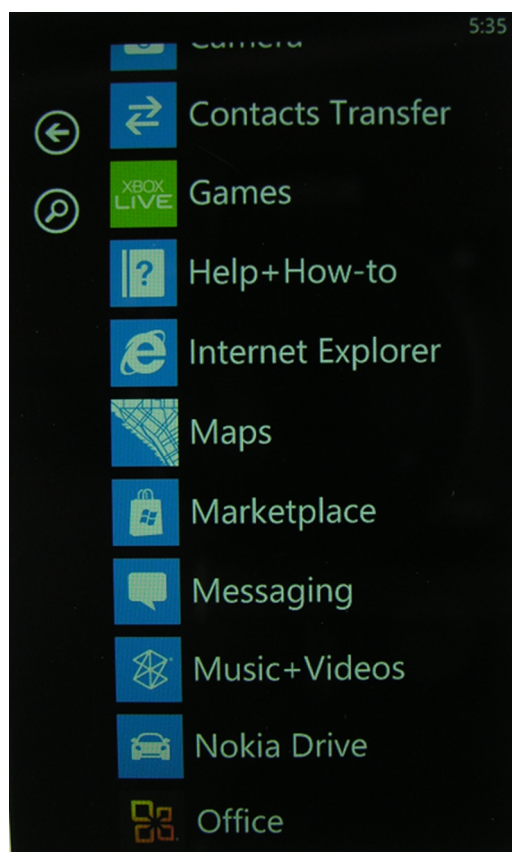 5:35
Camera
Contacts Transfer
XBOX
LIVE
Games
Help+How-to
Internet Explorer
Maps
Marketplace
Messaging
Music+Videos
Nokia Drive
Office